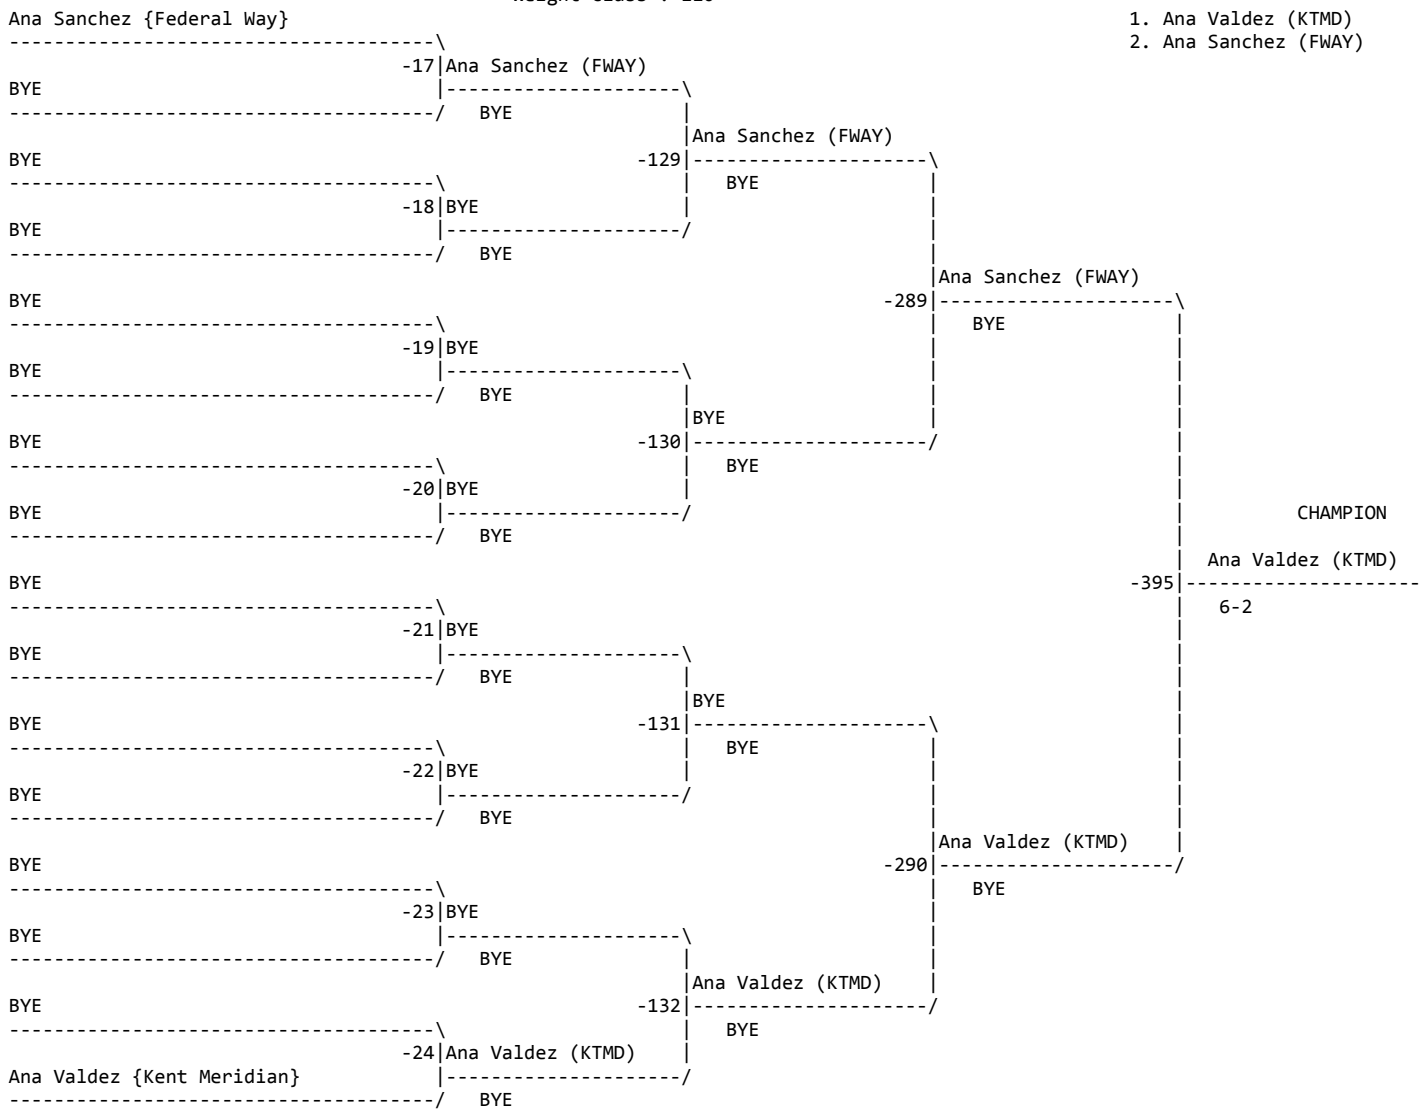 Ana Sanchez {Federal Way}
1. Ana Valdez (KTMD)
2. Ana Sanchez (FWAY)
-17 Ana Sanchez (FWAY)
BYE
BYE
Ana Sanchez (FWAY)
BYE
-129
BYE
-18 BYE
BYE
BYE
Ana Sanchez (FWAY)
BYE
-289
BYE
-19 BYE
BYE
BYE
BYE
BYE
-130
BYE
-20 BYE
BYE
CHAMPION
BYE
Ana Valdez (KTMD)
BYE
-395
6-2
-21 BYE
BYE
BYE
BYE
BYE
-131
BYE
-22 BYE
BYE
BYE
Ana Valdez (KTMD)
BYE
-290
BYE
-23 BYE
BYE
BYE
Ana Valdez (KTMD)
BYE
-132
BYE
-24 Ana Valdez (KTMD)
Ana Valdez {Kent Meridian}
BYE